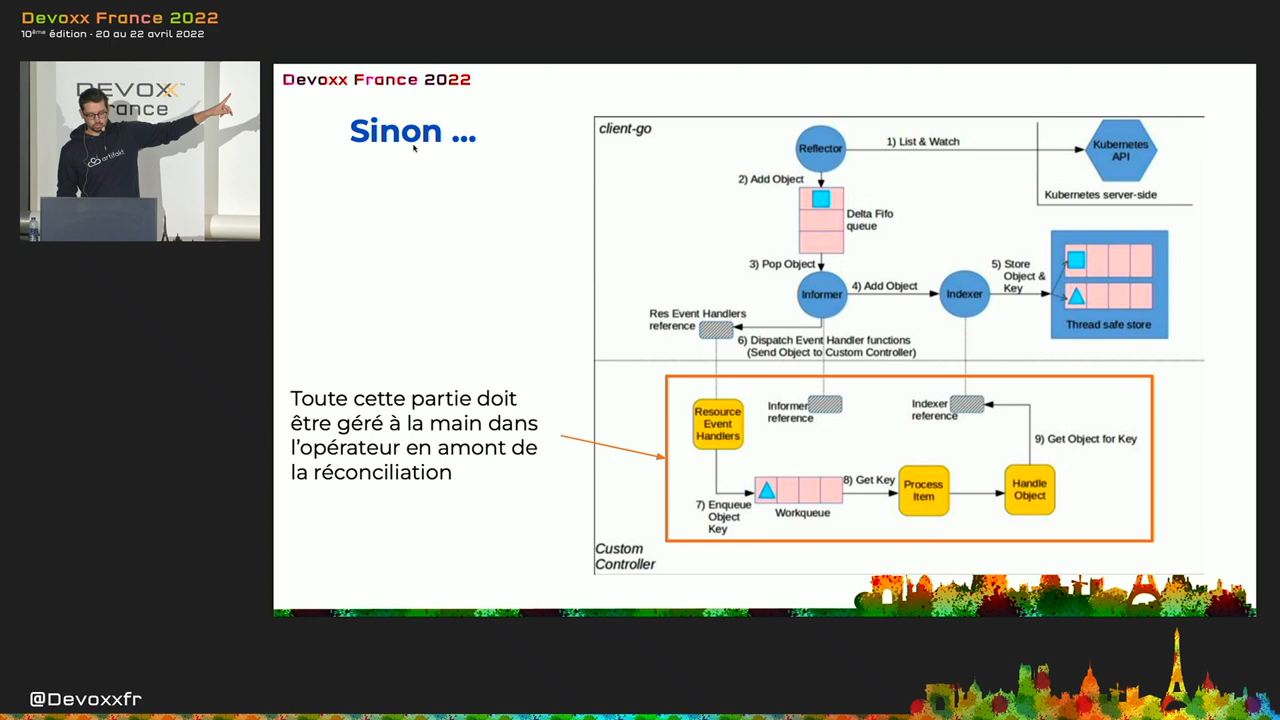 Devoxx France 2022
10ème édition - 20 au 22 avril 2022
DEVOXX
France
artifakt
Devoxx France 2022
Sinon ...
Toute cette partie doit
être géré à la main dans
l'opérateur en amont de
la réconciliation
client-go
Reflector
1) List & Watch
Kubernetes
API
Kubernetes server-side
2) Add Object
Delta Fifo
queue
3) Pop Object
Informer
4) Add Object
Indexer
5) Store
Object &
Key
Thread safe store
Res Event Handlers
reference
6) Dispatch Event Handler functions
(Send Object to Custom Controller)
Resource
Event
Handlers
Informer
reference
Indexer
reference
9) Get Object for Key
7) Enqueue
Object
Key
Workqueue
8) Get Key
Process
Item
Handle
Object
Custom
Controller
@Devoxxfr